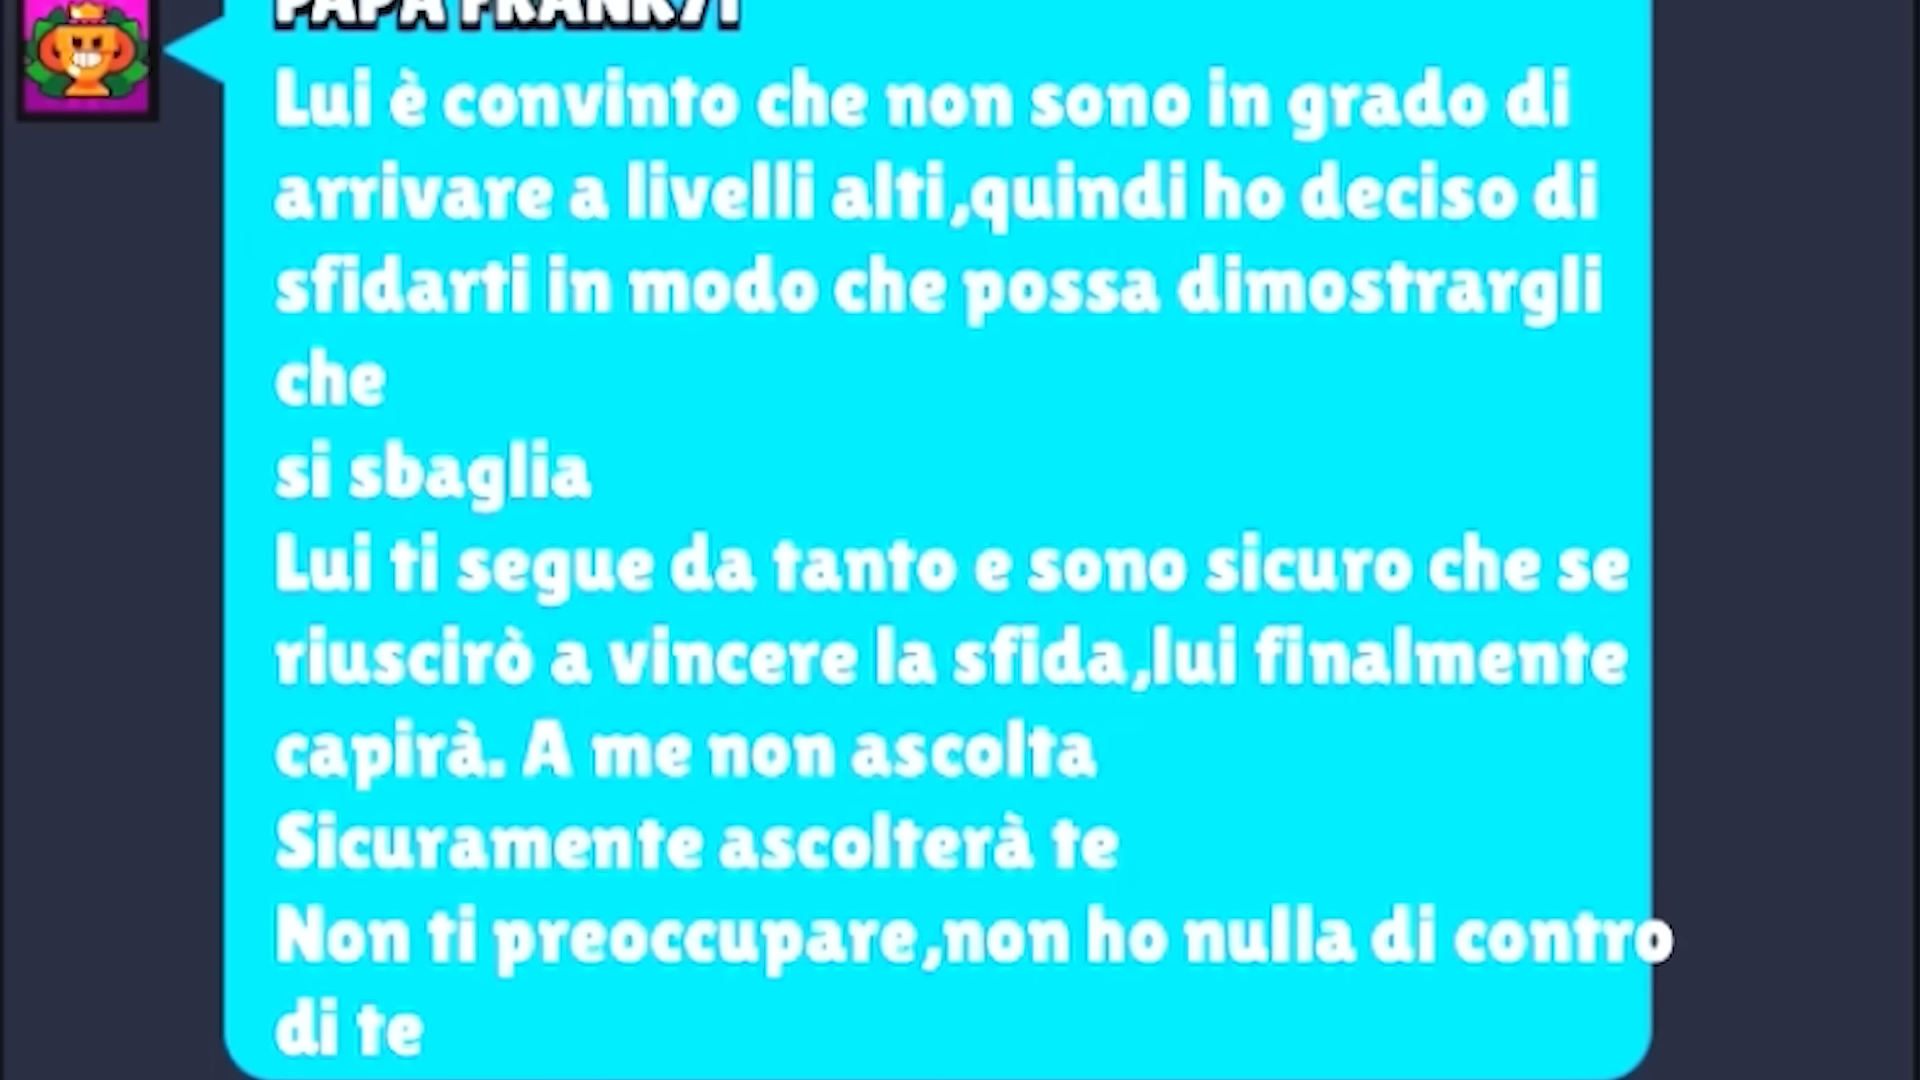 PAPÀ FRANK71
Lui è convinto che non sono in grado di
arrivare a livelli alti,quindi ho deciso di
sfidarti in modo che possa dimostrargli
che
si sbaglia
Lui ti segue da tanto e sono sicuro che se
riuscirò a vincere la sfida,lui finalmente
capirà. A me non ascolta
Sicuramente ascolterà te
Non ti preoccupare,non ho nulla di contro
di te